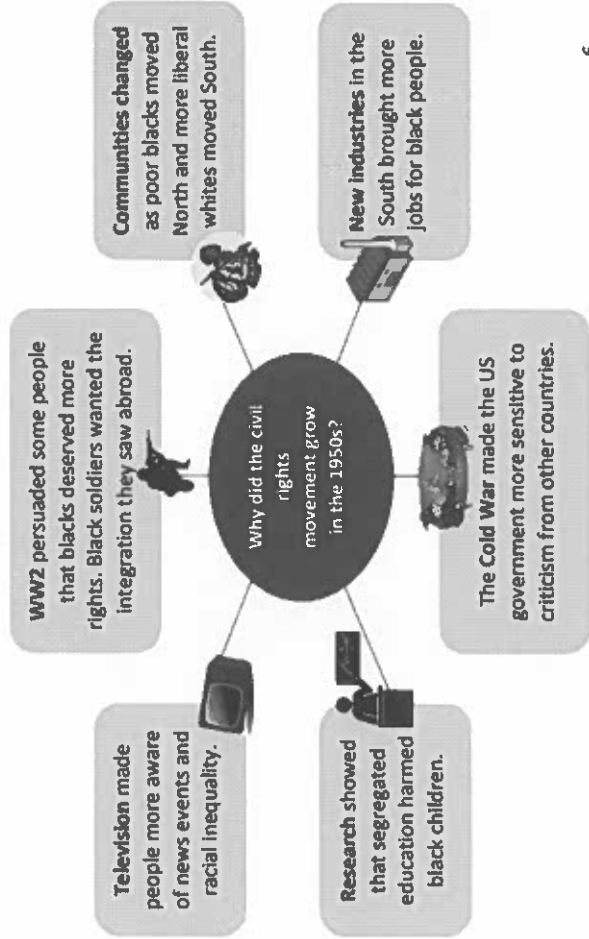 Television made
people more aware
of news events and
racial inequality.
WW2 persuaded some people
that blacks deserved more
rights. Black soldiers wanted the
integration they saw abroad.
Communities changed
as poor blacks moved
North and more liberal
whites moved South.
Why did the civil
rights
movement grow
in the 1950s?
Research showed
that segregated
education harmed
black children.
The Cold War made the US
government more sensitive to
criticism from other countries.
New industries in the
South brought more
jobs for black people.